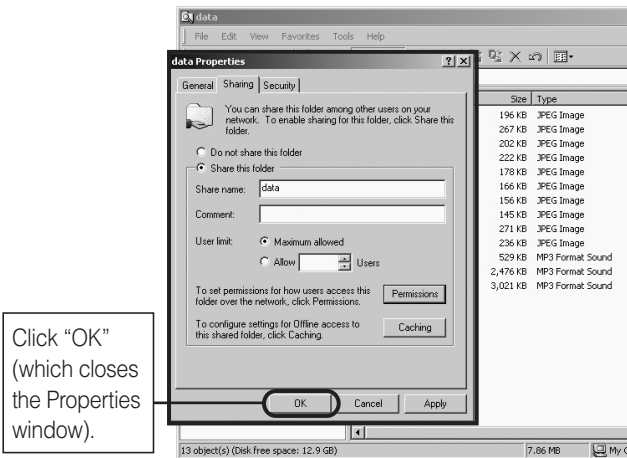 data
File Edit View Favorites Tools Help
data Properties
General Sharing Security
You can share this folder among other users on your
network. To enable sharing for this folder, click Share this
folder.
Do not share this folder
Share this folder
Share name: data
Comment:
User limit: Maximum allowed
Allow Users
To set permissions for how users access this
folder over the network, click Permissions.
Permissions
To configure settings for Offline access to
this shared folder, click Caching.
Caching
OK Cancel Apply
Size Type
196 KB JPEG Image
267 KB JPEG Image
202 KB JPEG Image
222 KB JPEG Image
178 KB JPEG Image
166 KB JPEG Image
156 KB JPEG Image
145 KB JPEG Image
271 KB JPEG Image
236 KB JPEG Image
529 KB MP3 Format Sound
2,476 KB MP3 Format Sound
3,021 KB MP3 Format Sound
Click “OK”
(which closes
the Properties
window).
13 object(s) (Disk free space: 12.9 GB) 7.86 MB My